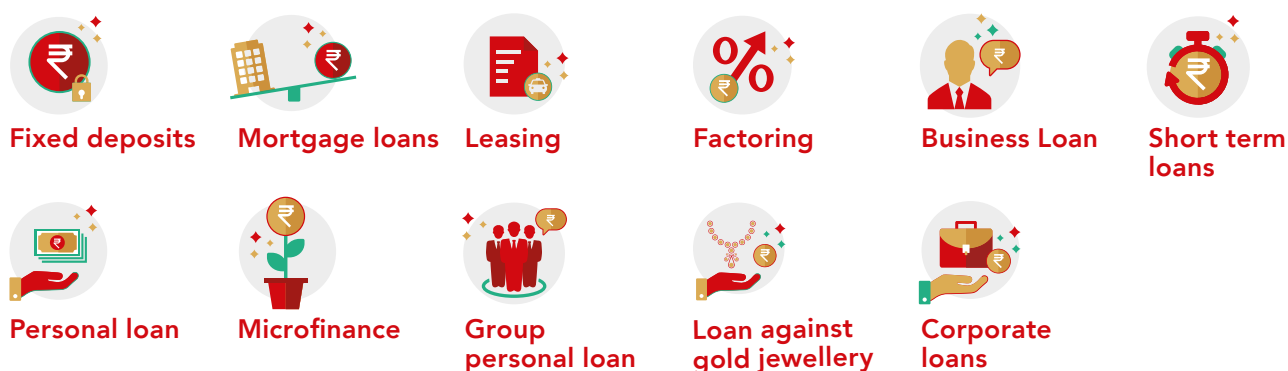 Fixed deposits
Mortgage loans
Leasing
Factoring
Business Loan
Short term
loans
Personal loan
Microfinance
Group
personal loan
Loan against
gold jewellery
Corporate
loans